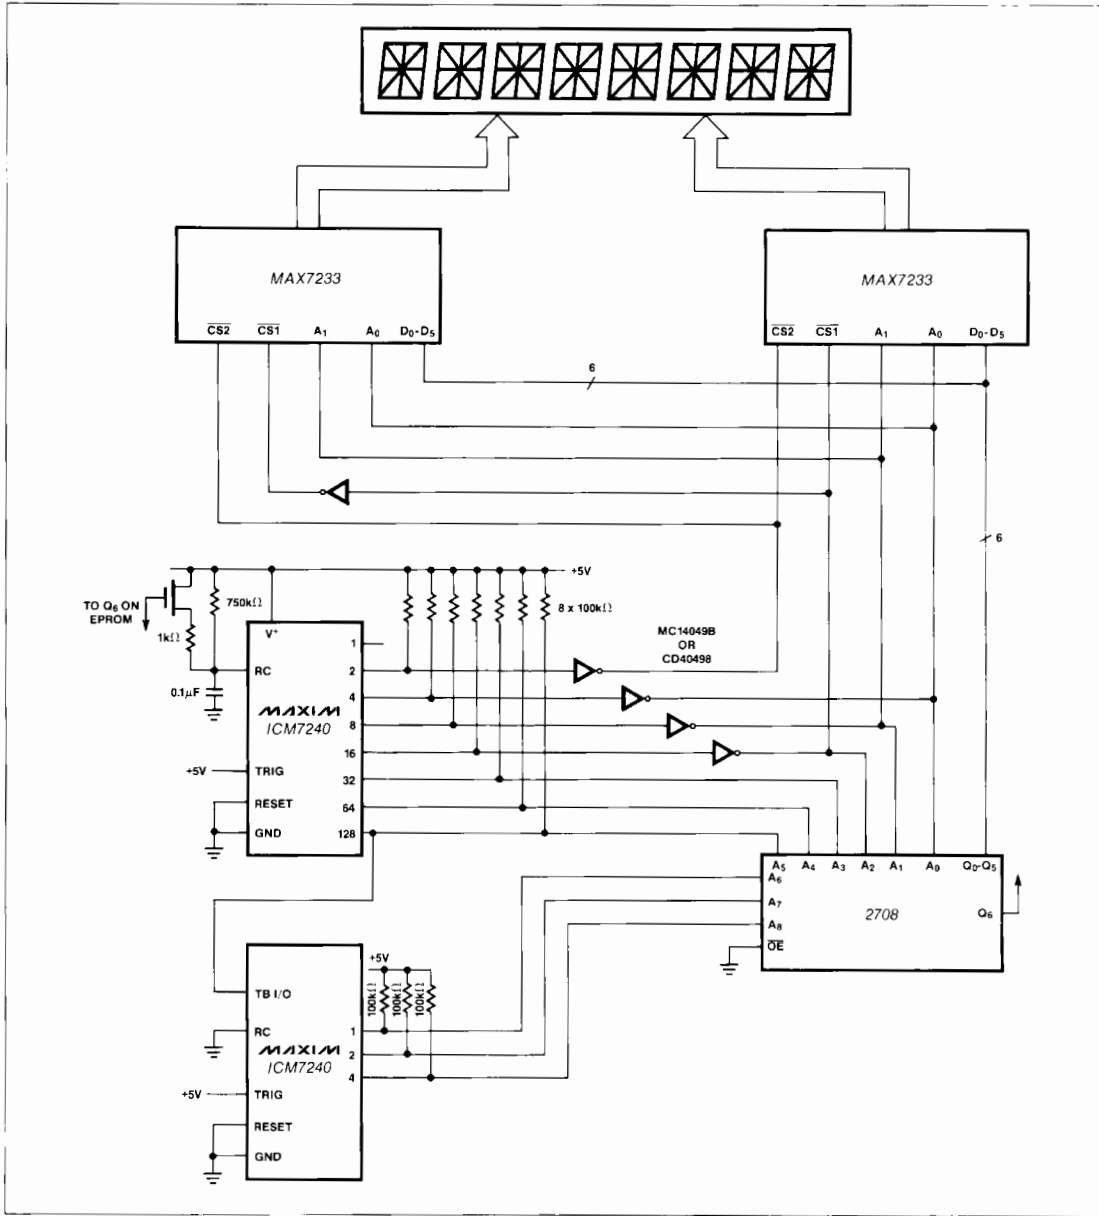 MAX7233
CS2 CS1 A1 A0 D0-D5
MAX7233
CS2 CS1 A1 A0 D0-D5
6
6
+5V
TO Q6 ON
EPROM
750kΩ
1kΩ
0.1μF
8 x 100kΩ
MC14049B
OR
CD40498
V+
RC
MAXIM
ICM7240
TRIG
RESET
GND
+5V
1
2
4
8
16
32
64
128
A5 A4 A3 A2 A1 A0 Q0-Q5
A6
A7
A8
OE
2708
Q6
+5V
100kΩ
100kΩ
100kΩ
TB I/O
RC
MAXIM
ICM7240
TRIG
RESET
GND
+5V
1
2
4